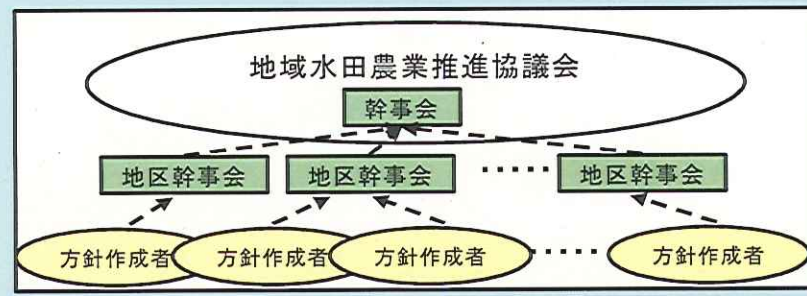 地域水田農業推進協議会
幹事会
地区幹事会 地区幹事会 ‥‥‥ 地区幹事会
方針作成者 方針作成者 方針作成者 ‥‥‥ 方針作成者